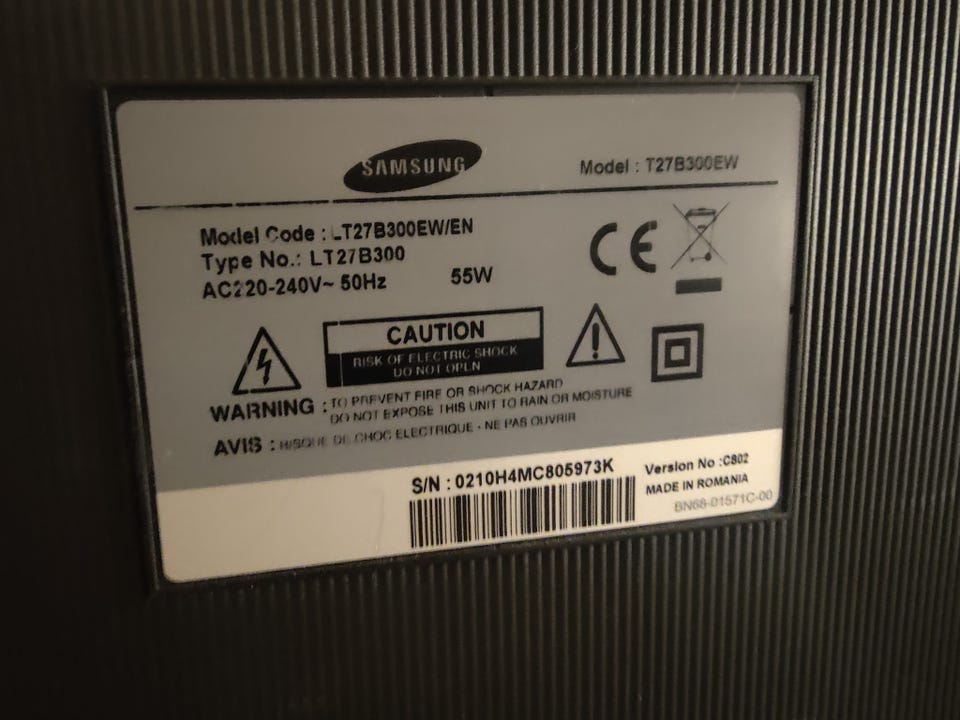 SAMSUNG
Model : T27B300EW
Model Code : LT27B300EW/EN
Type No.: LT27B300
AC220-240V~ 50Hz 55W
CE
CAUTION
RISK OF ELECTRIC SHOCK
DO NOT OPEN
WARNING : TO PREVENT FIRE OR SHOCK HAZARD
DO NOT EXPOSE THIS UNIT TO RAIN OR MOISTURE
AVIS : RISQUE DE CHOC ELECTRIQUE - NE PAS OUVRIR
S/N : 0210H4MC805973K
Version No :CS02
MADE IN ROMANIA
BN68-01571C-00